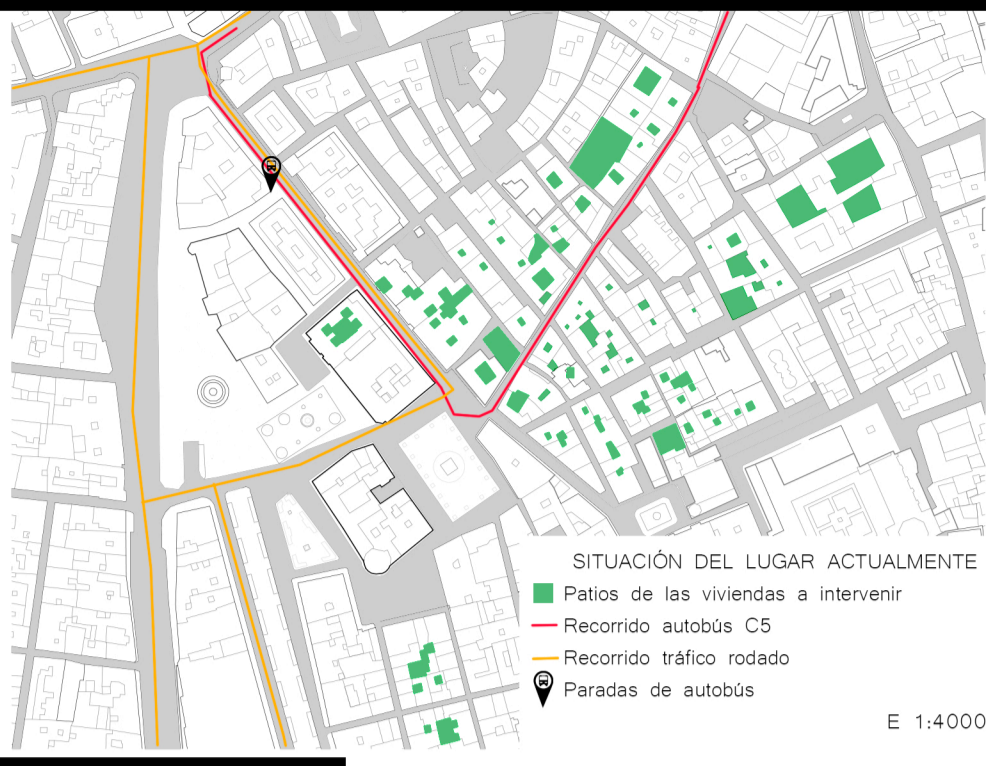 SITUACIÓN DEL LUGAR ACTUALMENTE
Patios de las viviendas a intervenir
Recorrido autobús C5
Recorrido tráfico rodado
Paradas de autobús
E 1:4000